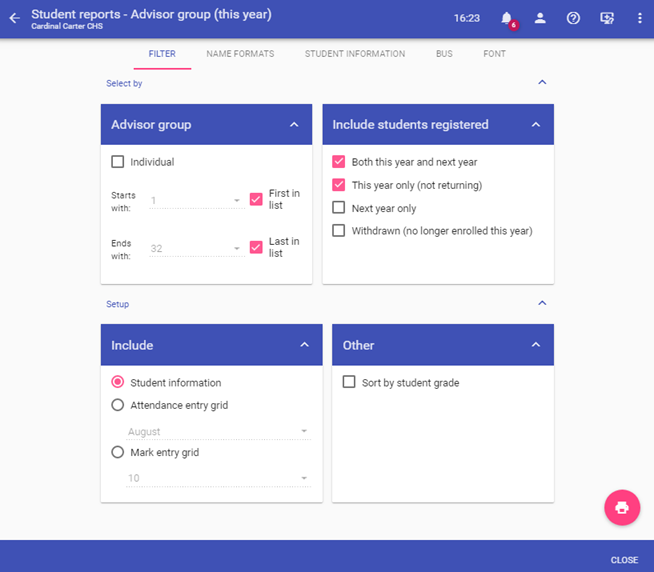 Student reports - Advisor group (this year)
Cardinal Carter CHS
16:23
6
FILTER
NAME FORMATS
STUDENT INFORMATION
BUS
FONT
Select by
Advisor group
Individual
Starts with:
1
First in list
Ends with:
32
Last in list
Include students registered
Both this year and next year
This year only (not returning)
Next year only
Withdrawn (no longer enrolled this year)
Setup
Include
Student information
Attendance entry grid
August
Mark entry grid
10
Other
Sort by student grade
CLOSE